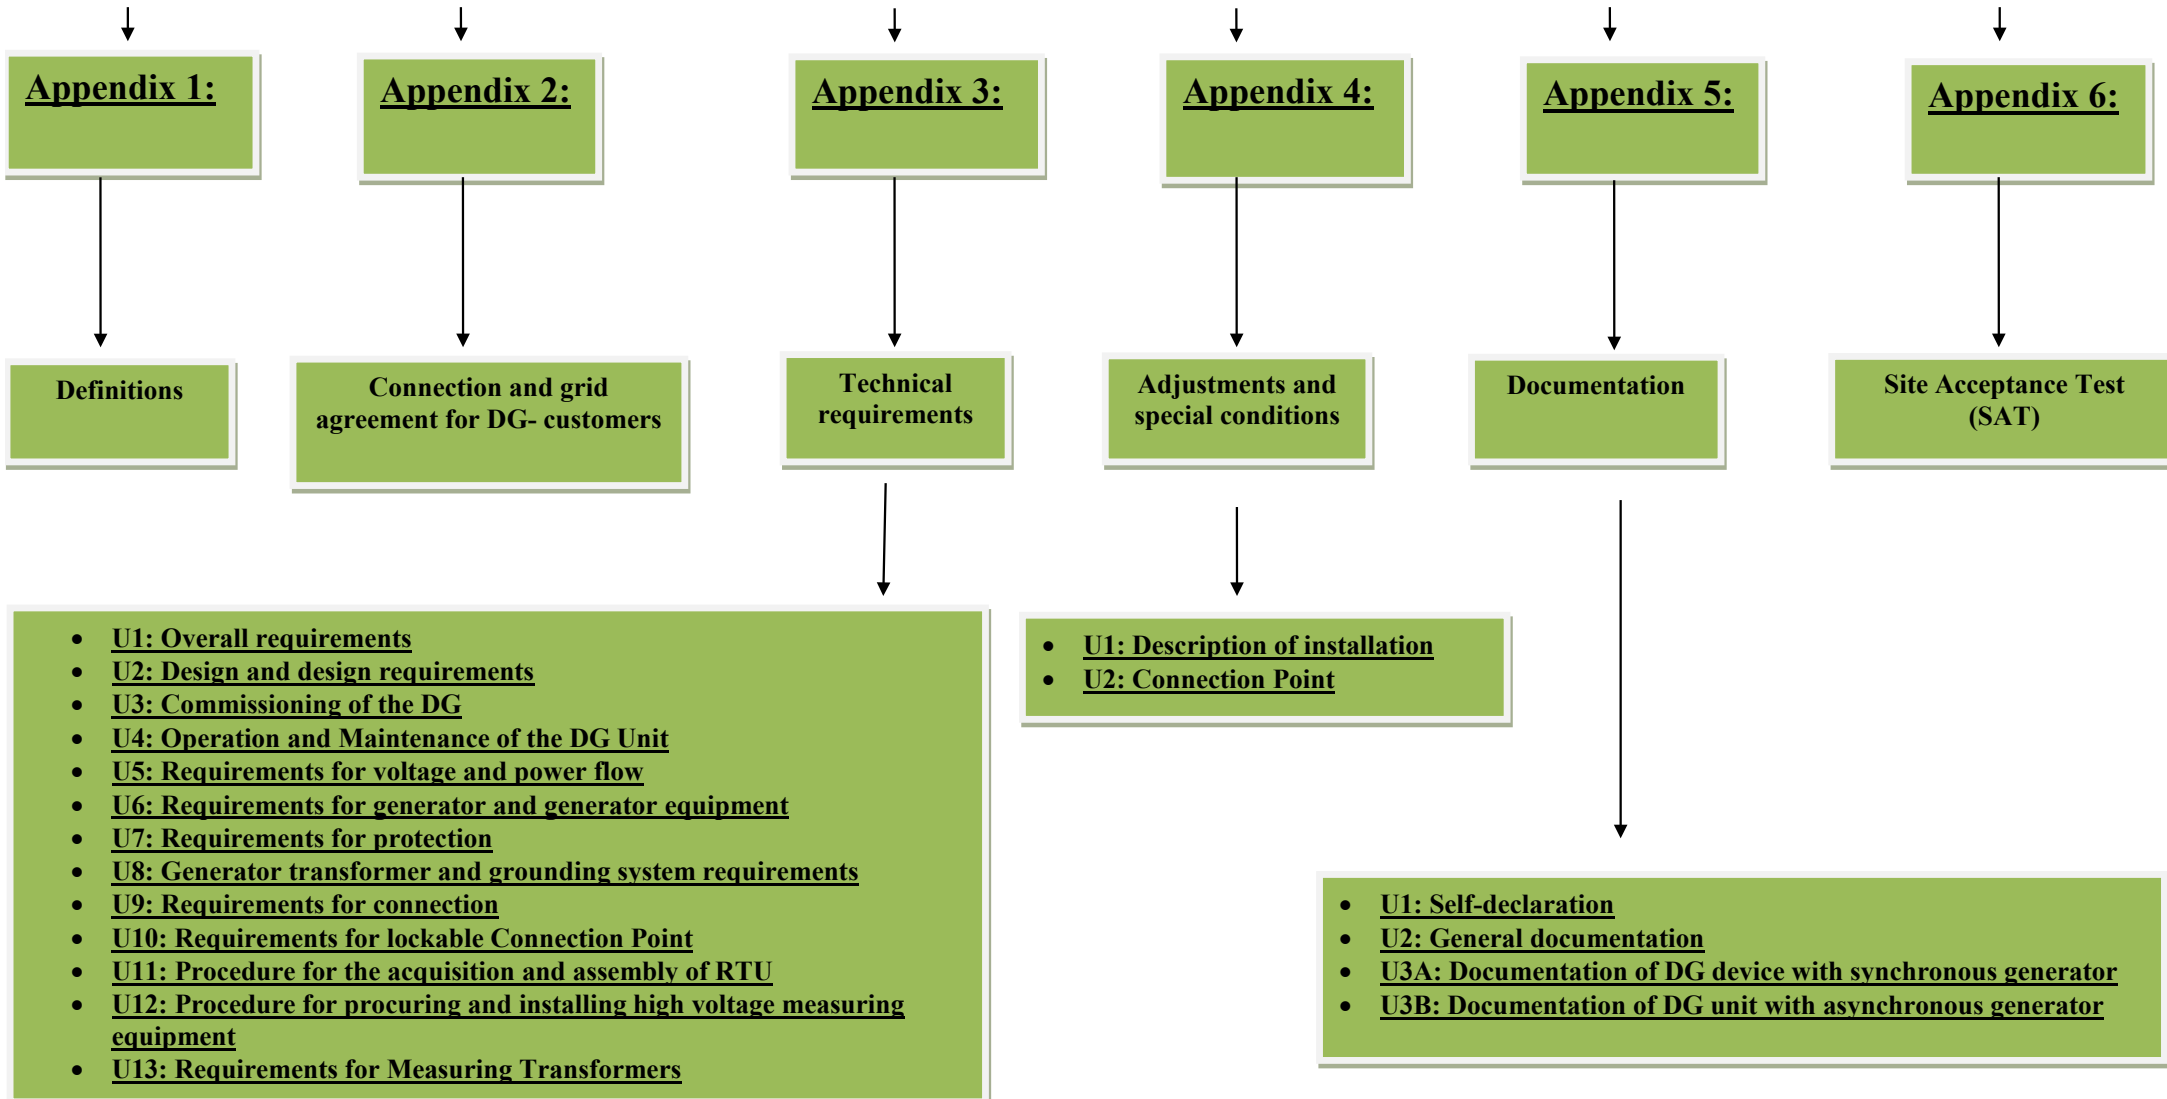 Appendix 1:
Appendix 2:
Appendix 3:
Appendix 4:
Appendix 5:
Appendix 6:
Definitions
Connection and grid
agreement for DG- customers
Technical
requirements
Adjustments and
special conditions
Documentation
Site Acceptance Test
(SAT)
• U1: Overall requirements
• U2: Design and design requirements
• U3: Commissioning of the DG
• U4: Operation and Maintenance of the DG Unit
• U5: Requirements for voltage and power flow
• U6: Requirements for generator and generator equipment
• U7: Requirements for protection
• U8: Generator transformer and grounding system requirements
• U9: Requirements for connection
• U10: Requirements for lockable Connection Point
• U11: Procedure for the acquisition and assembly of RTU
• U12: Procedure for procuring and installing high voltage measuring
equipment
• U13: Requirements for Measuring Transformers
• U1: Description of installation
• U2: Connection Point
• U1: Self-declaration
• U2: General documentation
• U3A: Documentation of DG device with synchronous generator
• U3B: Documentation of DG unit with asynchronous generator